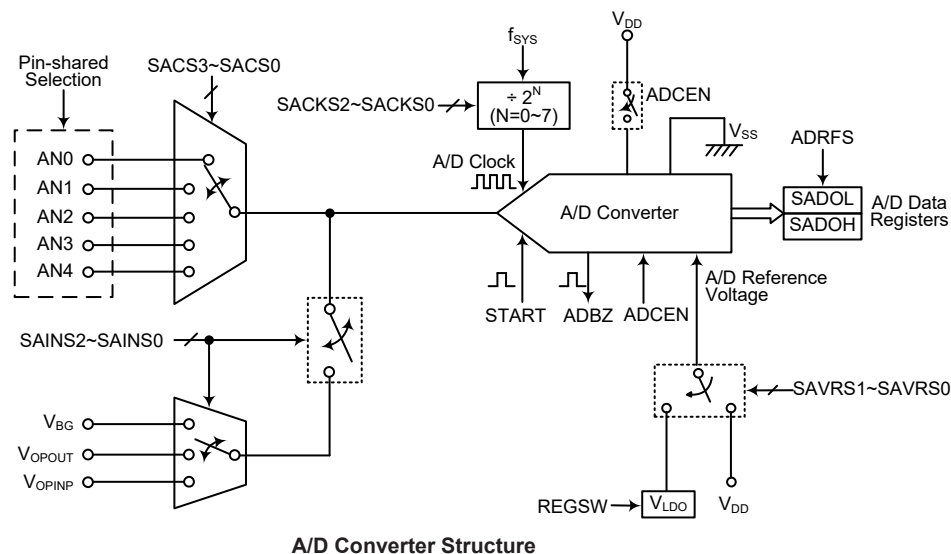 V_DD
f_SYS
Pin-shared
Selection
SACS3~SACS0
SACKS2~SACKS0
÷ 2^N
(N=0~7)
ADCEN
V_SS
ADRFS
A/D Clock
AN0
AN1
AN2
AN3
AN4
A/D Converter
SADOL
SADOH
A/D Data
Registers
A/D Reference
Voltage
START
ADBZ
ADCEN
SAINS2~SAINS0
SAVRS1~SAVRS0
V_BG
V_OPOUT
V_OPINP
REGSW
V_LDO
V_DD
A/D Converter Structure